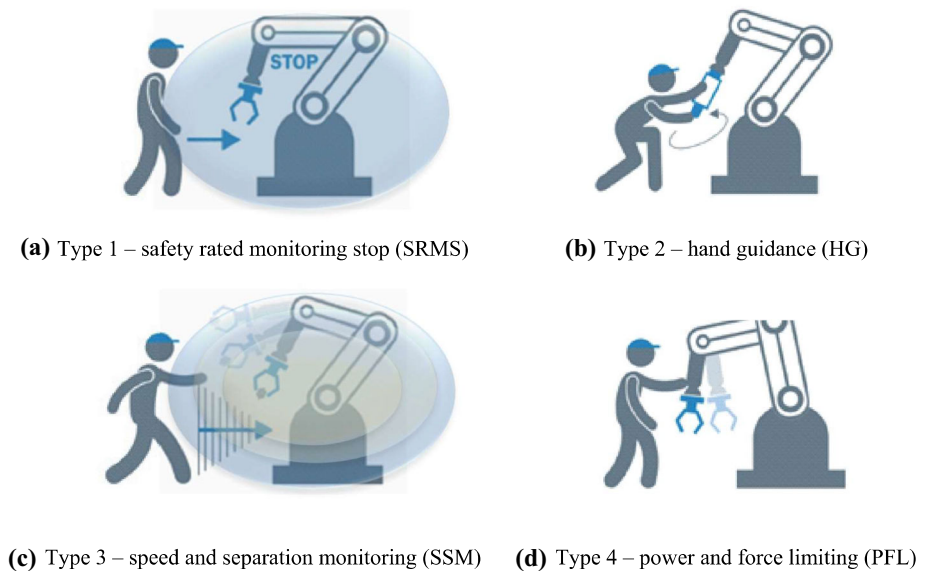 STOP
(a) Type 1 – safety rated monitoring stop (SRMS)
(b) Type 2 – hand guidance (HG)
(c) Type 3 – speed and separation monitoring (SSM)
(d) Type 4 – power and force limiting (PFL)